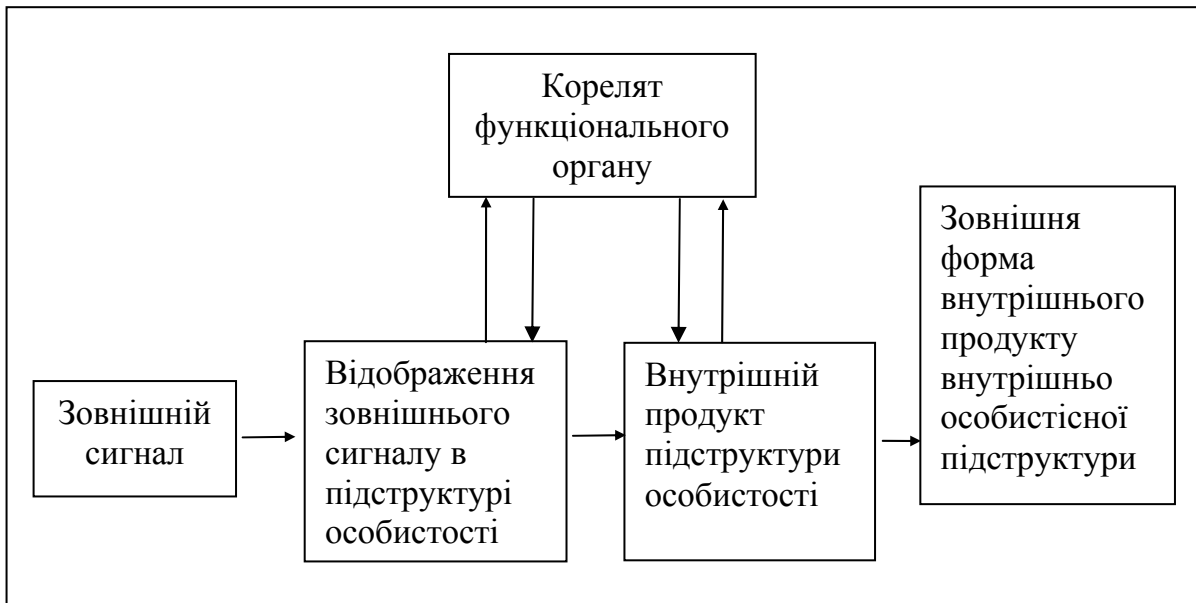 Корелят
функціонального
органу
Зовнішній
сигнал
Відображення
зовнішнього
сигналу в
підструктурі
особистості
Внутрішній
продукт
підструктури
особистості
Зовнішня
форма
внутрішнього
продукту
внутрішньо
особистісної
підструктури